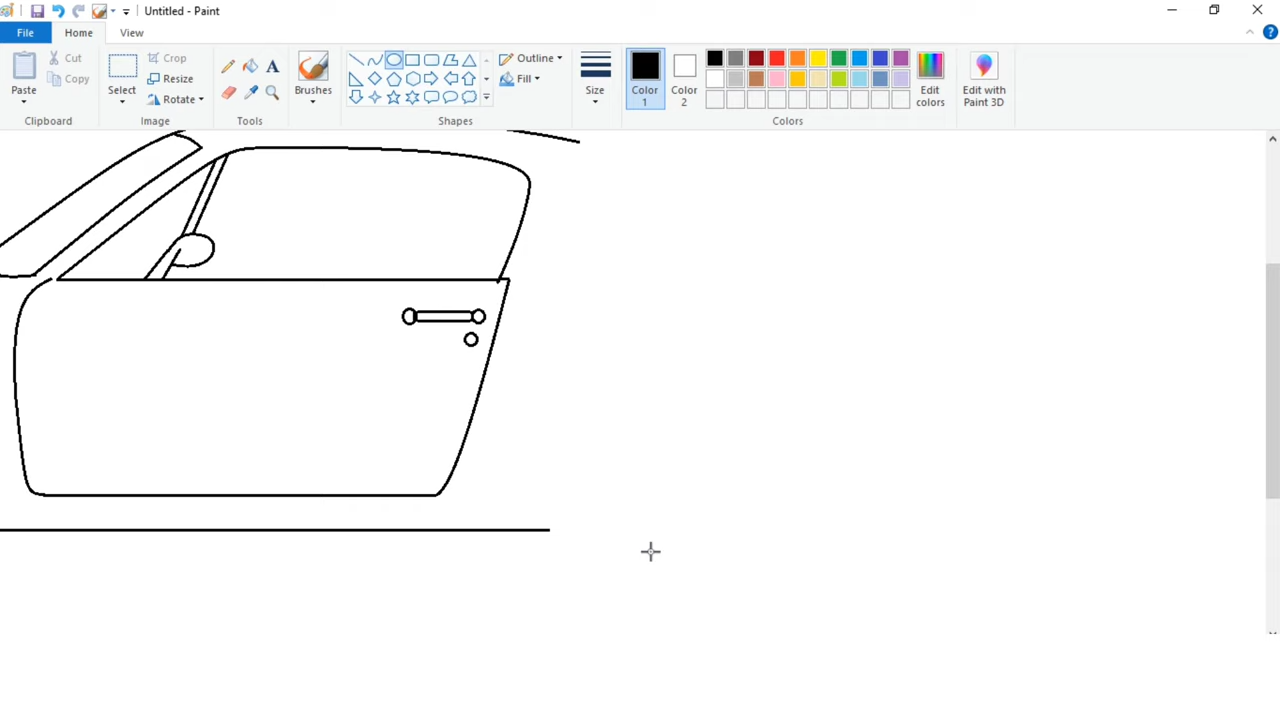 Untitled - Paint
File Home View
Paste
Cut
Copy
Clipboard
Select
Crop
Resize
Rotate
Image
A
Tools
Brushes
Shapes
Outline
Fill
Size
Color 1
Color 2
Edit colors
Colors
Edit with Paint 3D
?